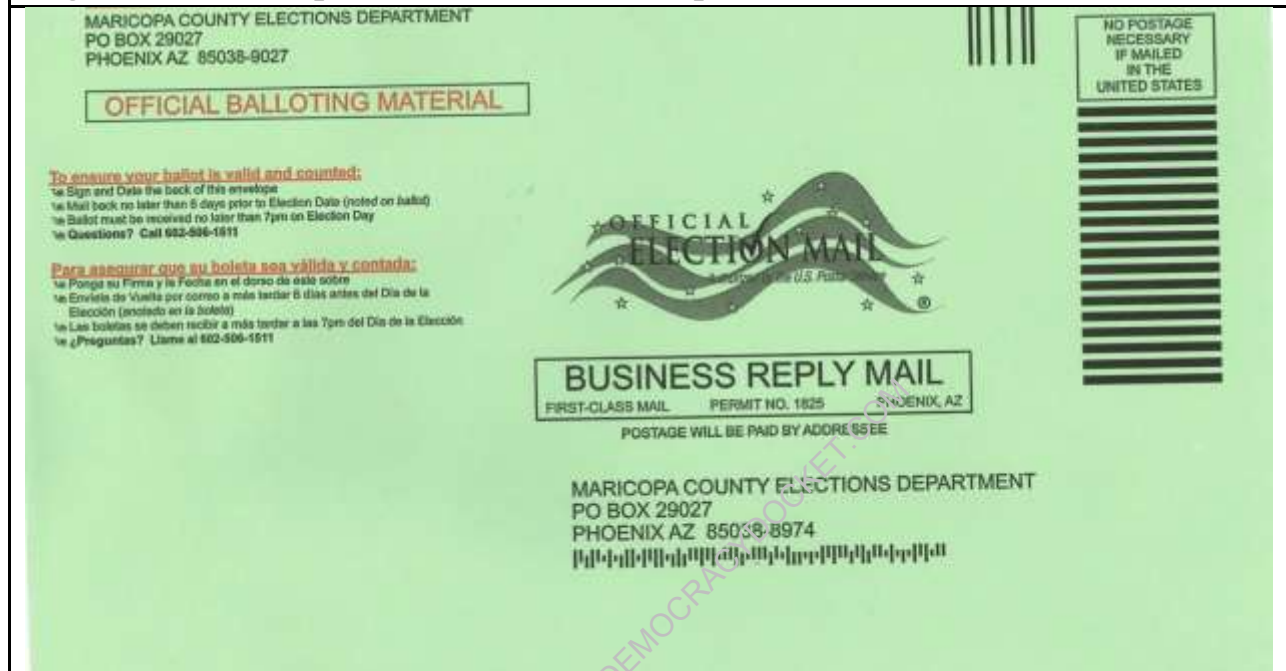 MARICOPA COUNTY ELECTIONS DEPARTMENT
PO BOX 29027
PHOENIX AZ 85038-9027
OFFICIAL BALLOTING MATERIAL
NO POSTAGE
NECESSARY
IF MAILED
IN THE
UNITED STATES
To ensure your ballot is valid and counted:
Sign and Date the back of this envelope
Mail back no later than 6 days prior to Election Date (noted on ballot)
Ballot must be received no later than 7pm on Election Day
Questions? Call 602-506-1511
Para asegurar que su boleta sea válida y contada:
Ponga su Firma y la Fecha en el dorso de este sobre
Envíela de Vuelta por correo a más tardar 6 días antes del Día de la
Elección (anotado en la boleta)
Las boletas se deben recibir a más tardar a las 7pm del Día de la Elección
¿Preguntas? Llame al 602-506-1511
OFFICIAL
ELECTION MAIL
Authorized by the U.S. Postal Service
®
BUSINESS REPLY MAIL
FIRST-CLASS MAIL PERMIT NO. 1825 PHOENIX, AZ
POSTAGE WILL BE PAID BY ADDRESSEE
MARICOPA COUNTY ELECTIONS DEPARTMENT
PO BOX 29027
PHOENIX AZ 85038-8974
DEMOCRACYDOCKET.COM